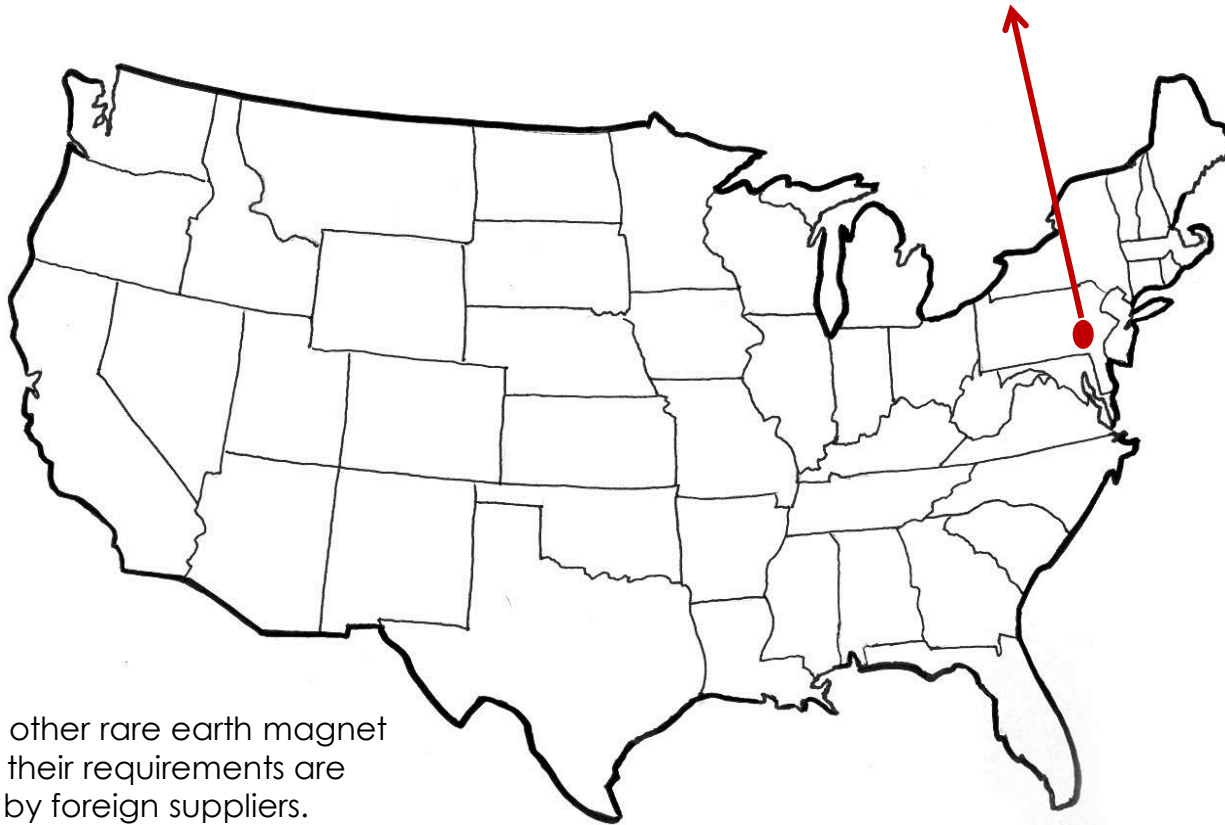 other rare earth magnet
their requirements are
by foreign suppliers.